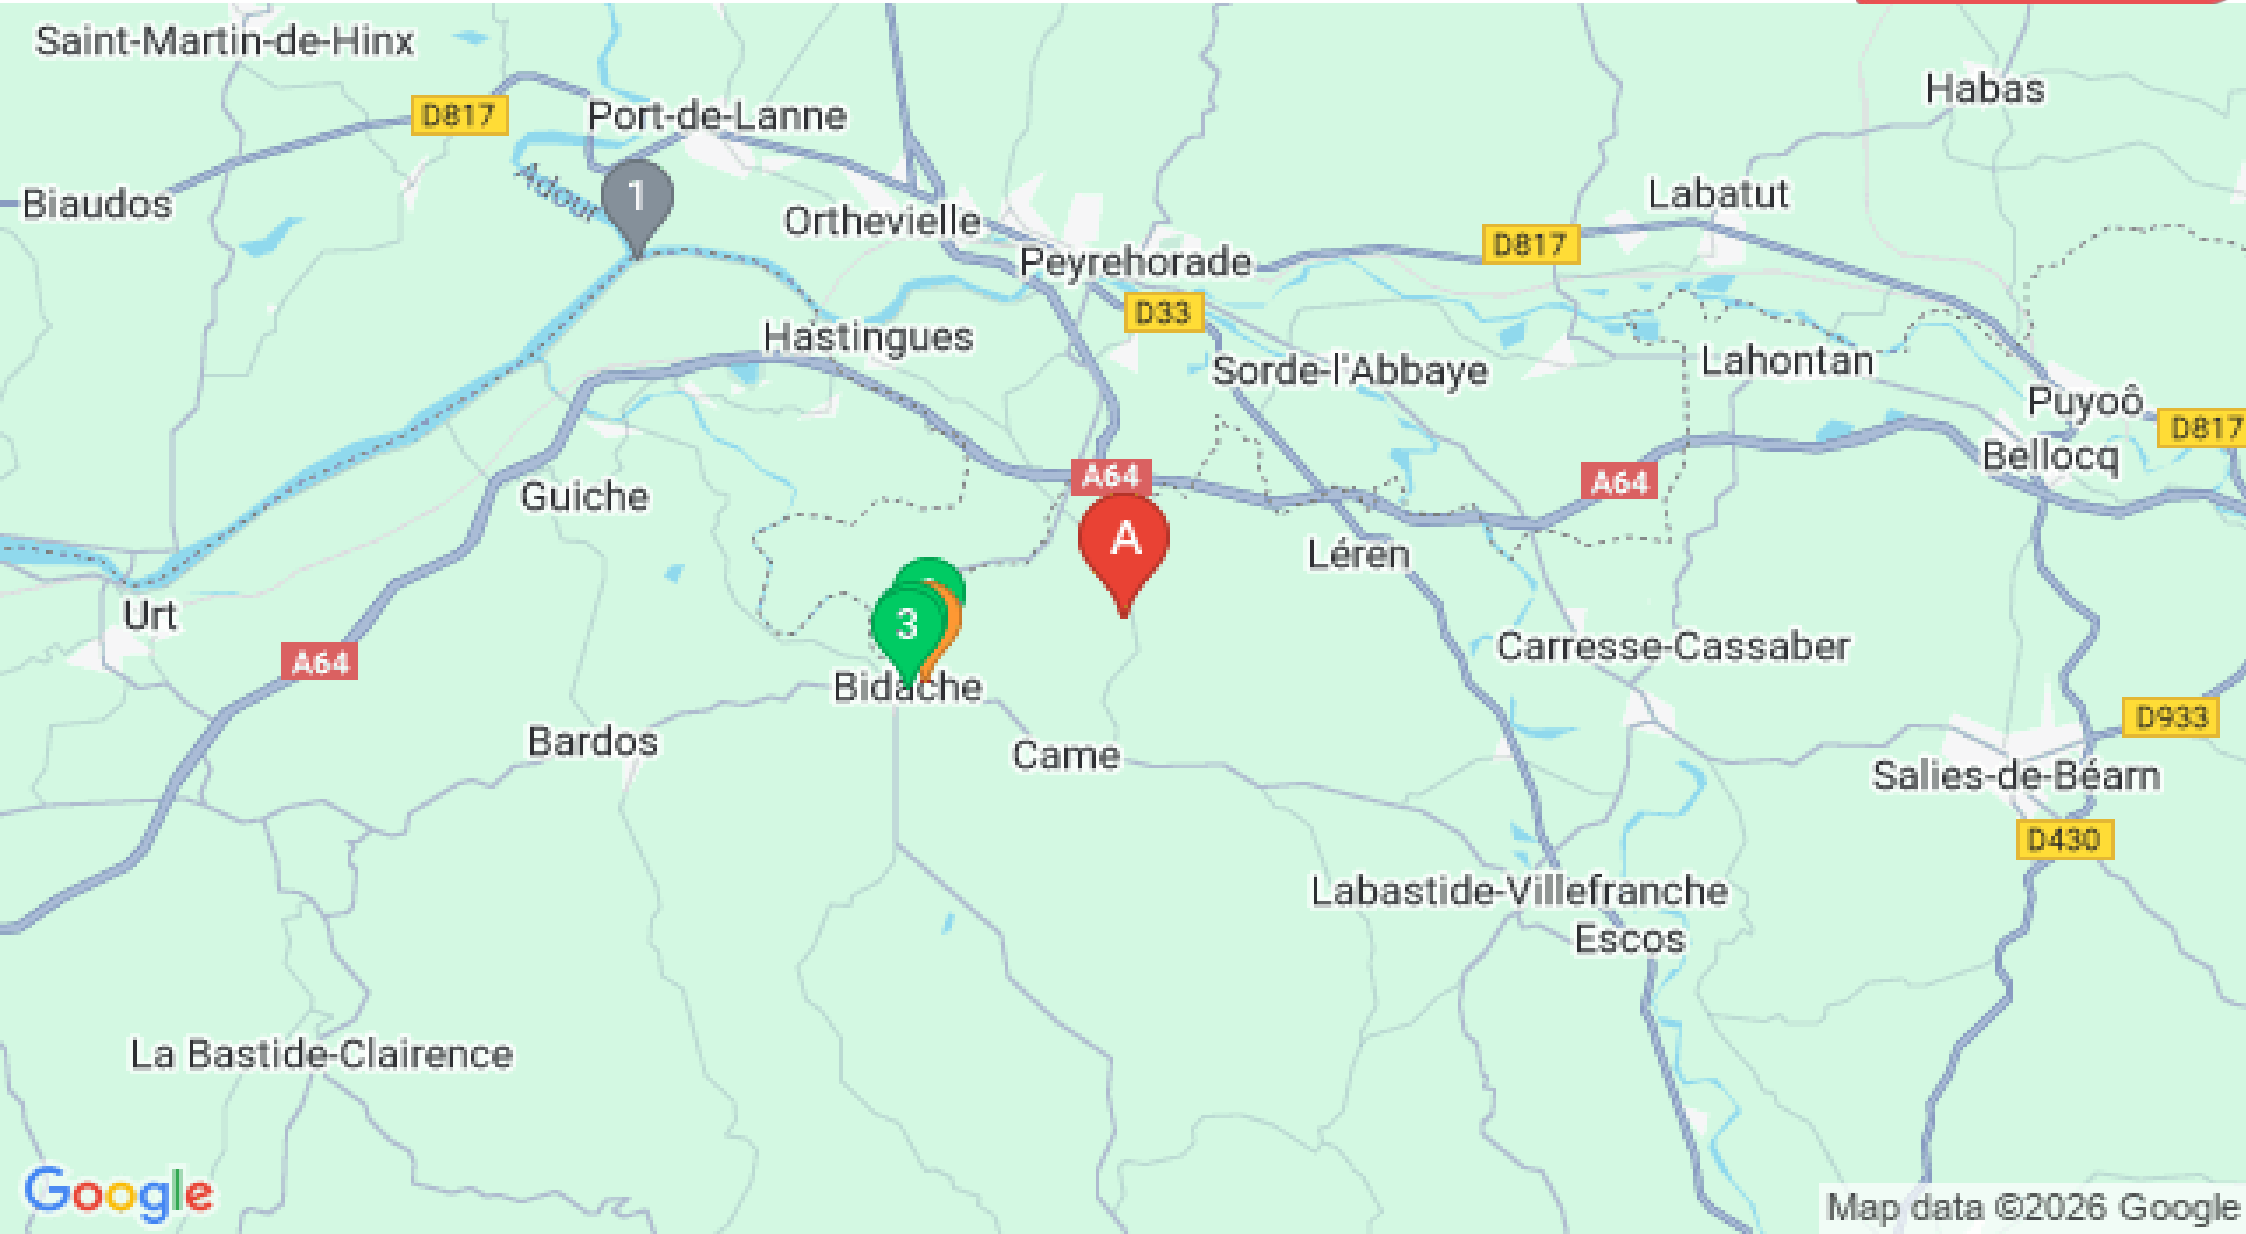 Saint-Martin-de-Hinx
Habas
D817
Port-de-Lanne
Adour
1
Labatut
Biaudos
Orthevielle
D817
Peyrehorade
D33
Hastingues
Sorde-l'Abbaye
Lahontan
Puyoô
D817
Bellocq
A64
A64
Guiche
A
Léren
Urt
3
A64
Carresse-Cassaber
Bidache
D933
Bardos
Came
Salies-de-Béarn
D430
Labastide-Villefranche
Escos
La Bastide-Clairence
Google
Map data ©2026 Google